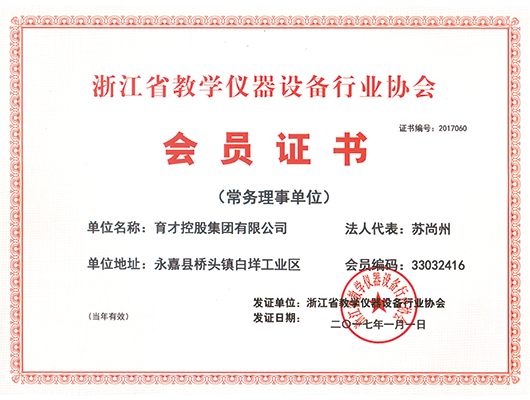 浙江省教学仪器设备行业协会
证书编号：2017060
会员证书
（常务理事单位）
单位名称：育才控股集团有限公司 法人代表：苏尚州
单位地址：永嘉县桥头镇白垟工业区 会员编码：33032416
发证单位：浙江省教学仪器设备行业协会
（当年有效） 发证日期： 二〇一七年一月一日
浙江省教学仪器设备行业协会